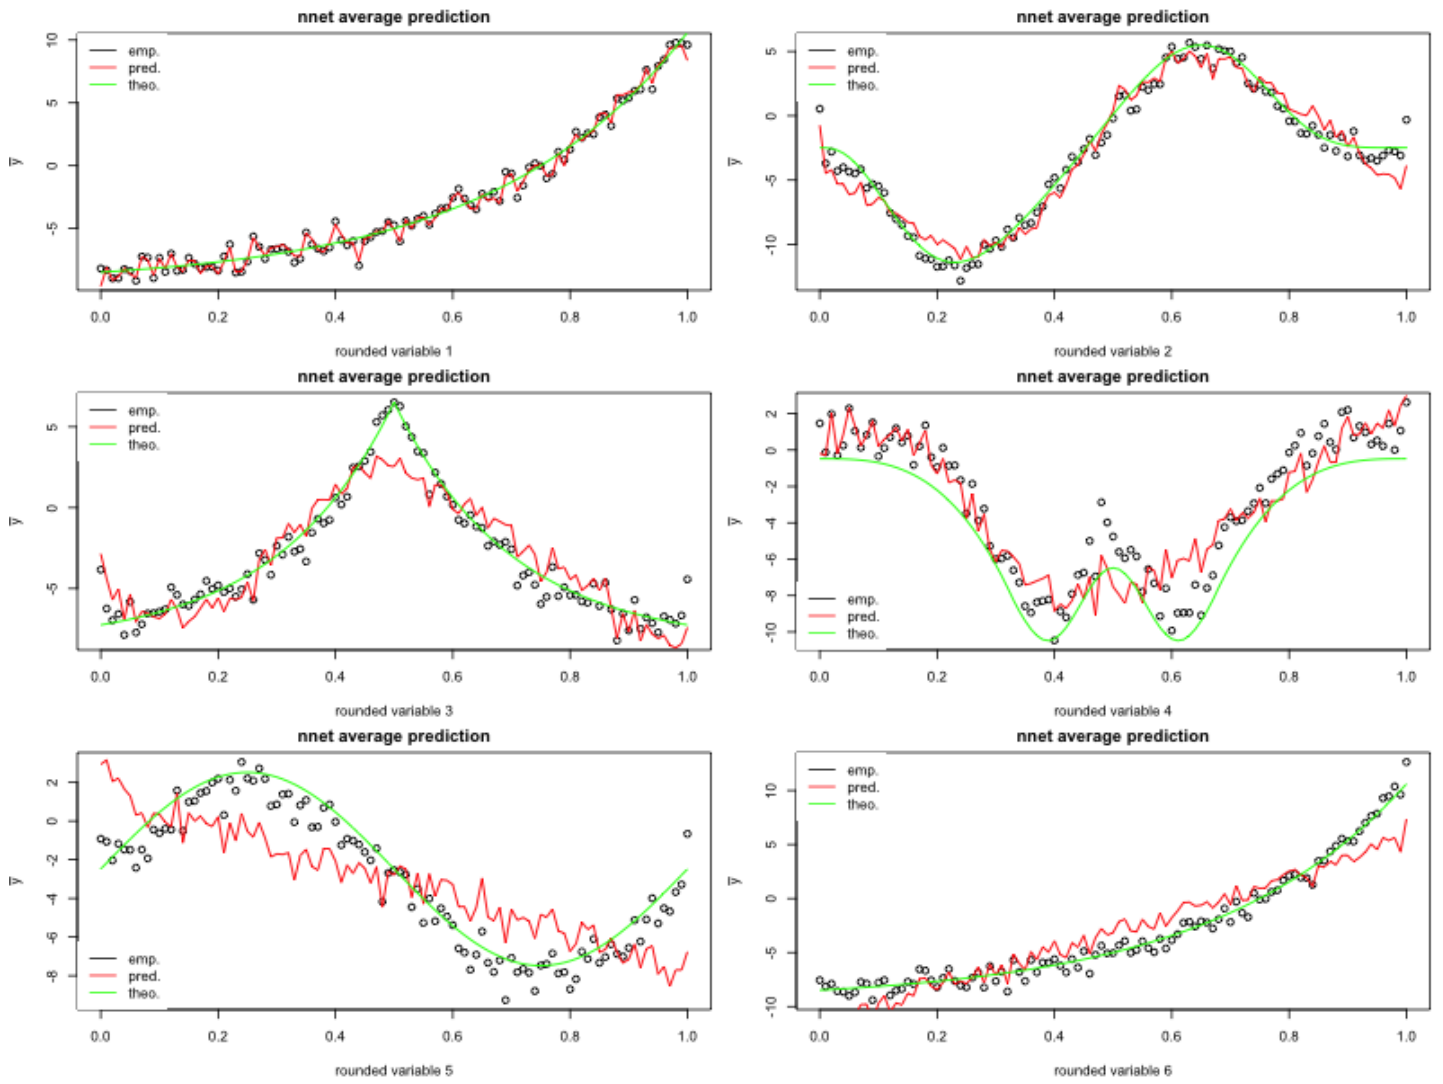 nnet average prediction
emp.
pred.
theo.
10
5
0
-5
y̅
0.0 0.2 0.4 0.6 0.8 1.0
rounded variable 1
nnet average prediction
emp.
pred.
theo.
5
0
-5
-10
y̅
0.0 0.2 0.4 0.6 0.8 1.0
rounded variable 2
nnet average prediction
emp.
pred.
theo.
5
0
-5
y̅
0.0 0.2 0.4 0.6 0.8 1.0
rounded variable 3
nnet average prediction
2
0
-2
-4
-6
-8
-10
y̅
emp.
pred.
theo.
0.0 0.2 0.4 0.6 0.8 1.0
rounded variable 4
nnet average prediction
2
0
-2
-4
-6
-8
y̅
emp.
pred.
theo.
0.0 0.2 0.4 0.6 0.8 1.0
rounded variable 5
nnet average prediction
emp.
pred.
theo.
10
5
0
-5
-10
y̅
0.0 0.2 0.4 0.6 0.8 1.0
rounded variable 6